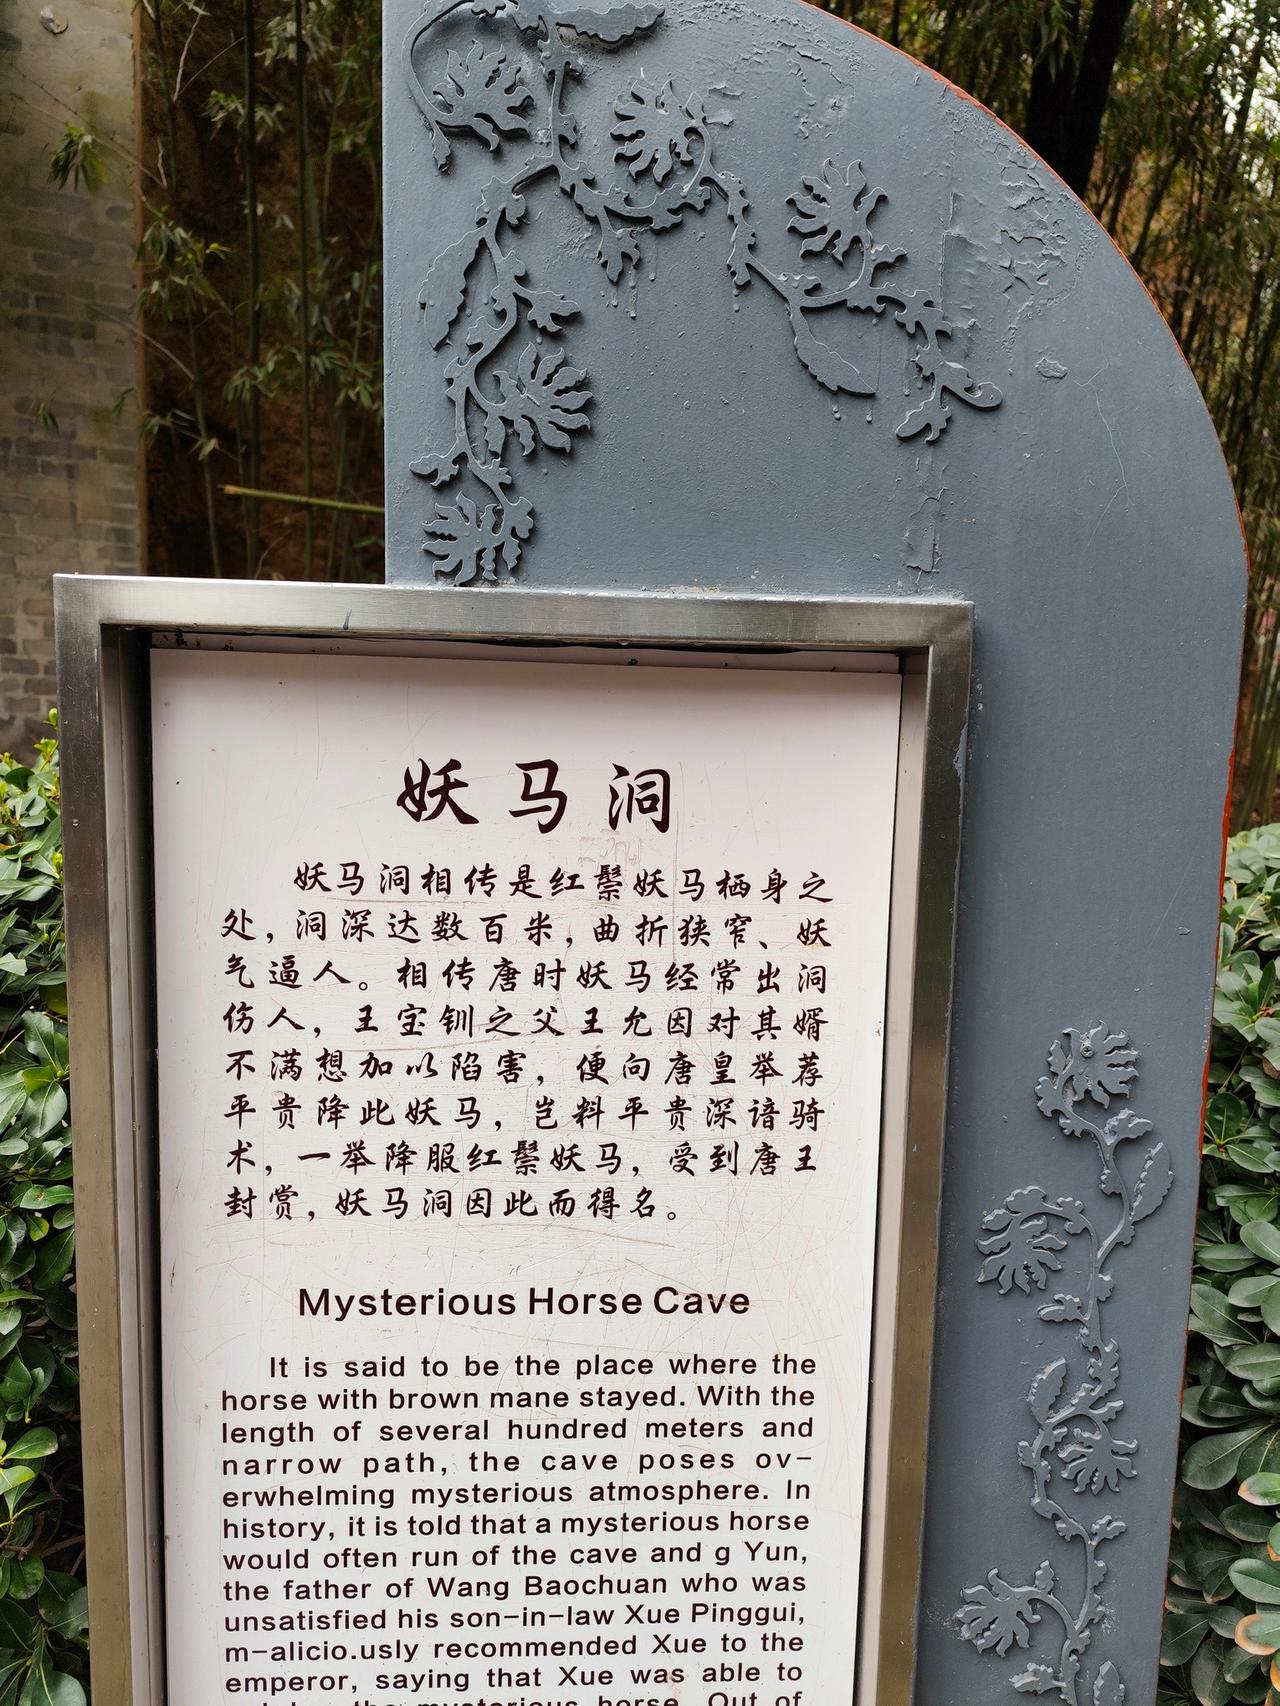 妖马洞
妖马洞相传是红鬃妖马栖身之
处，洞深达数百米，曲折狭窄、妖
气逼人。相传唐时妖马经常出洞
伤人，王宝钏之父王允因对其婿
不满想加以陷害，便向唐皇举荐
平贵降此妖马，岂料平贵深谙骑
术，一举降服红鬃妖马，受到唐王
封赏，妖马洞因此而得名。
Mysterious Horse Cave
It is said to be the place where the
horse with brown mane stayed. With the
length of several hundred meters and
narrow path, the cave poses ov-
erwhelming mysterious atmosphere. In
history, it is told that a mysterious horse
would often run of the cave and g Yun,
the father of Wang Baochuan who was
unsatisfied his son-in-law Xue Pinggui,
m-alicio.usly recommended Xue to the
emperor, saying that Xue was able to
the mysterious horse. Out of